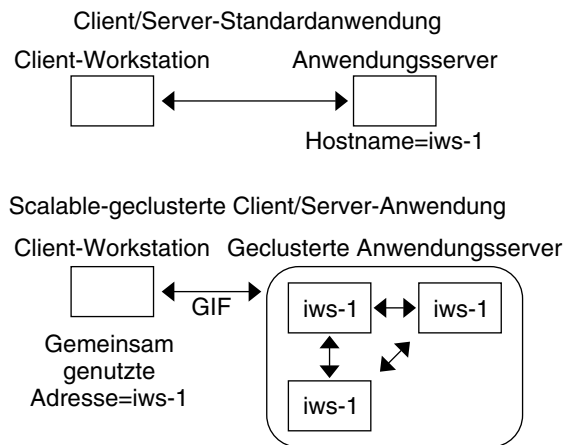 Client/Server-Standardanwendung
Client-Workstation Anwendungsserver
Hostname=iws-1
Scalable-geclusterte Client/Server-Anwendung
Client-Workstation Geclusterte Anwendungsserver
GIF
iws-1 iws-1
Gemeinsam
genutzte
Adresse=iws-1
iws-1